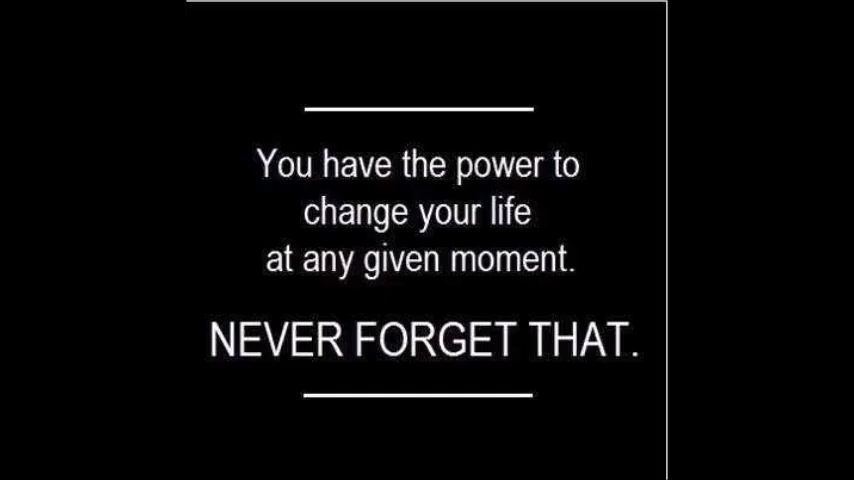 You have the power to
change your life
at any given moment.
NEVER FORGET THAT.